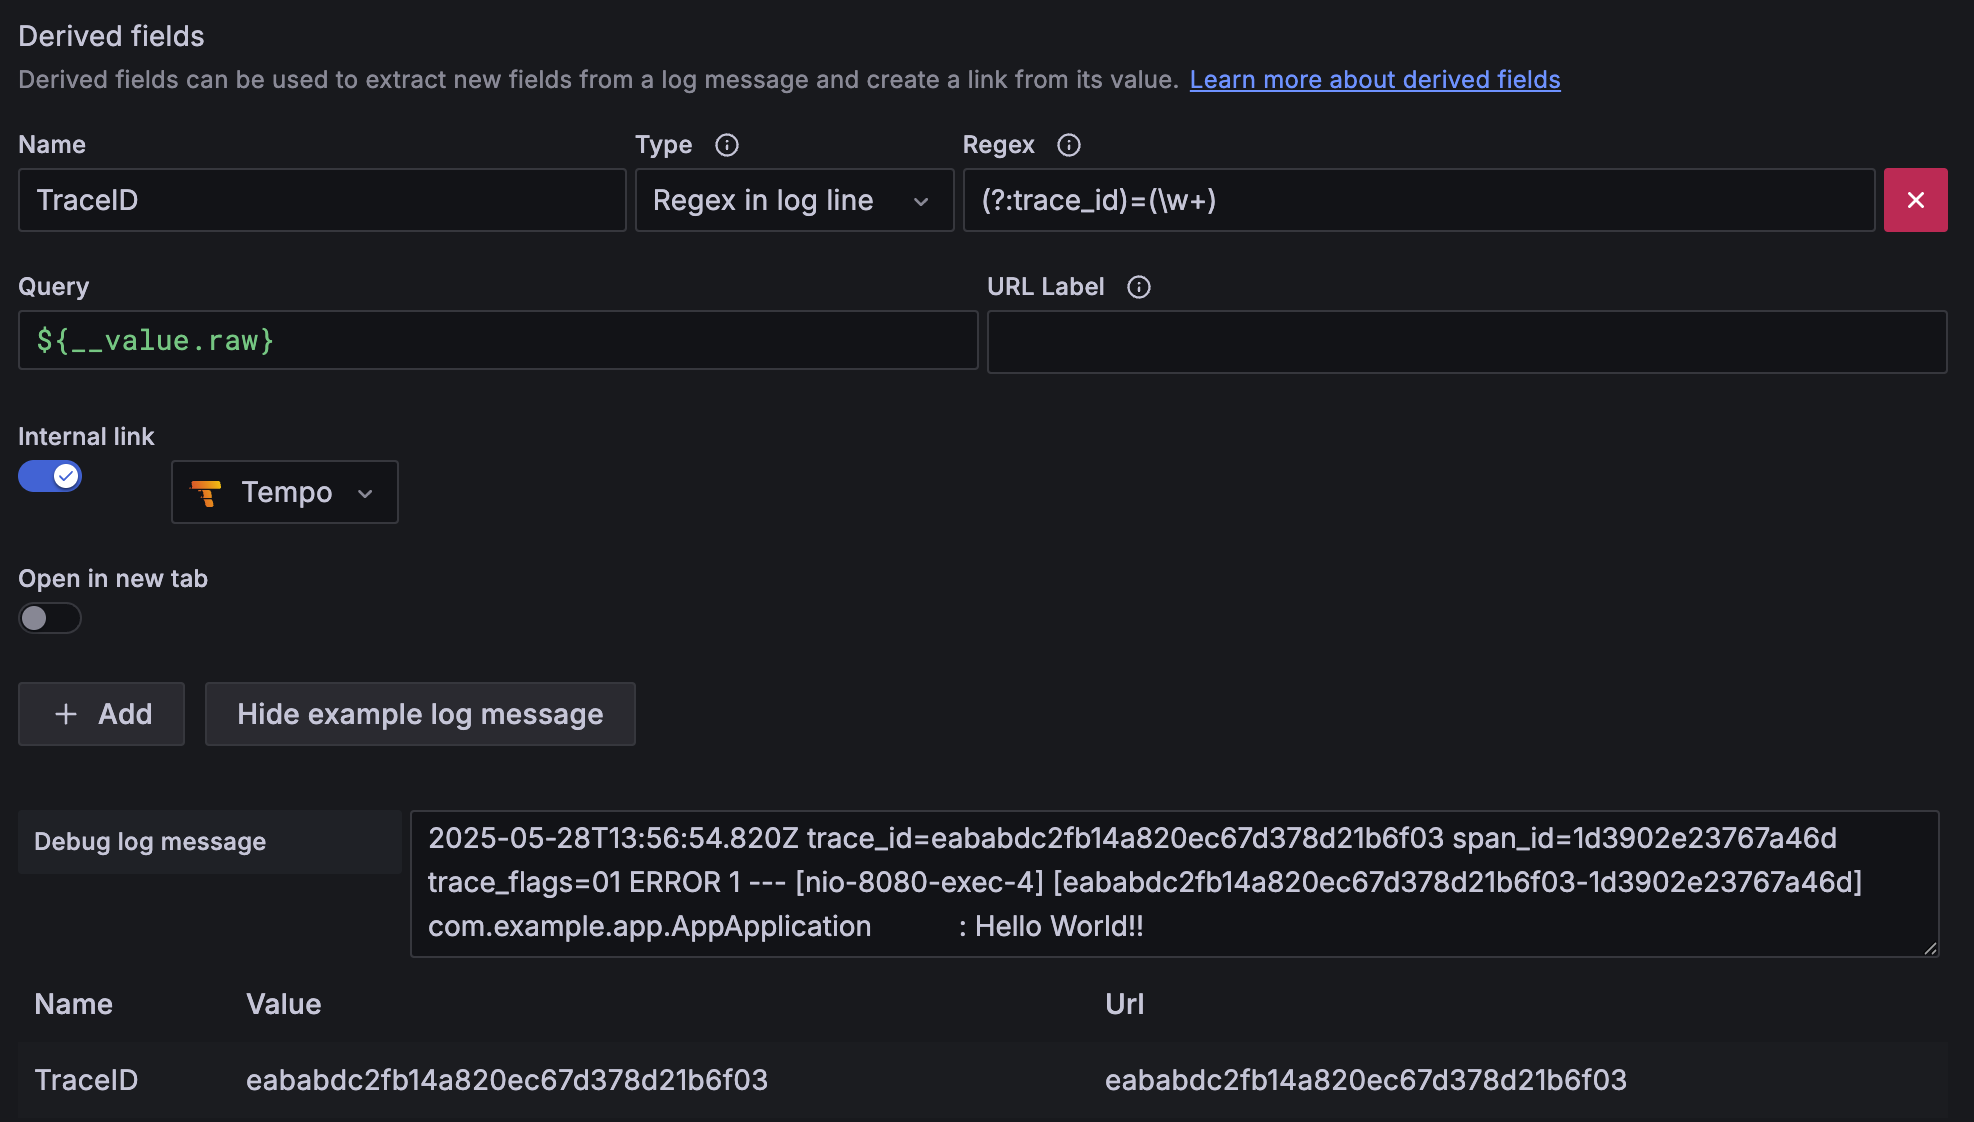 Derived fields
Derived fields can be used to extract new fields from a log message and create a link from its value. Learn more about derived fields
Name Type Regex
TraceID Regex in log line (?:trace_id)=(\w+)
Query URL Label
${__value.raw}
Internal link
Tempo
Open in new tab
Add Hide example log message
Debug log message
2025-05-28T13:56:54.820Z trace_id=eababdc2fb14a820ec67d378d21b6f03 span_id=1d3902e23767a46d
trace_flags=01 ERROR 1 --- [nio-8080-exec-4] [eababdc2fb14a820ec67d378d21b6f03-1d3902e23767a46d]
com.example.app.AppApplication : Hello World!!
Name Value Url
TraceID eababdc2fb14a820ec67d378d21b6f03 eababdc2fb14a820ec67d378d21b6f03